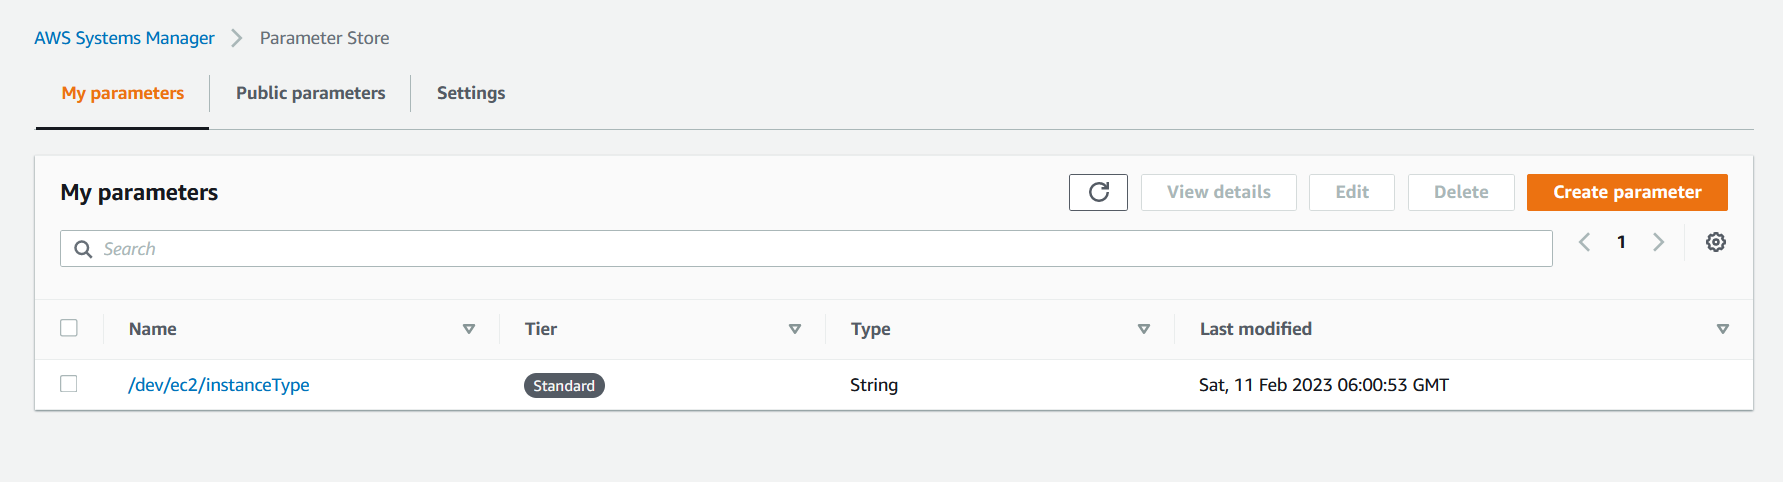 AWS Systems Manager Parameter Store
My parameters Public parameters Settings
My parameters View details Edit Delete Create parameter
Search 1
Name Tier Type Last modified
/dev/ec2/instanceType Standard String Sat, 11 Feb 2023 06:00:53 GMT